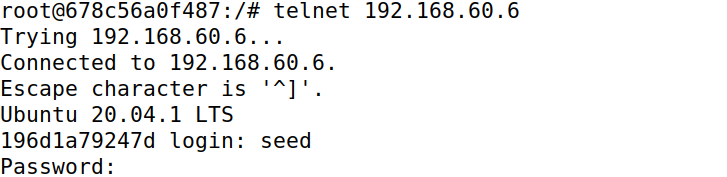 root@678c56a0f487:/# telnet 192.168.60.6
Trying 192.168.60.6...
Connected to 192.168.60.6.
Escape character is '^]'.
Ubuntu 20.04.1 LTS
196d1a79247d login: seed
Password: